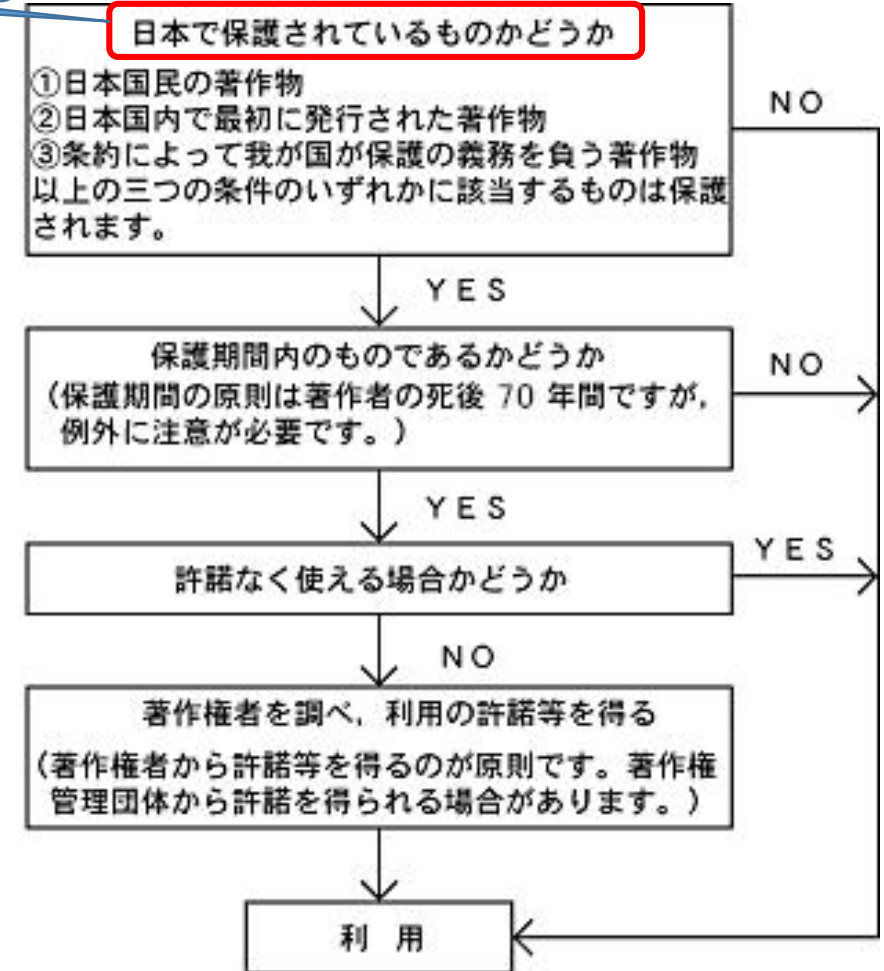 日本で保護されているものかどうか
①日本国民の著作物
②日本国内で最初に発行された著作物
③条約によって我が国が保護の義務を負う著作物
以上の三つの条件のいずれかに該当するものは保護
されます。
NO
YES
保護期間内のものであるかどうか
(保護期間の原則は著作者の死後 70 年間ですが,
例外に注意が必要です。)
NO
YES
許諾なく使える場合かどうか
YES
NO
著作権者を調べ,利用の許諾等を得る
(著作権者から許諾等を得るのが原則です。著作権
管理団体から許諾を得られる場合があります。)
利 用